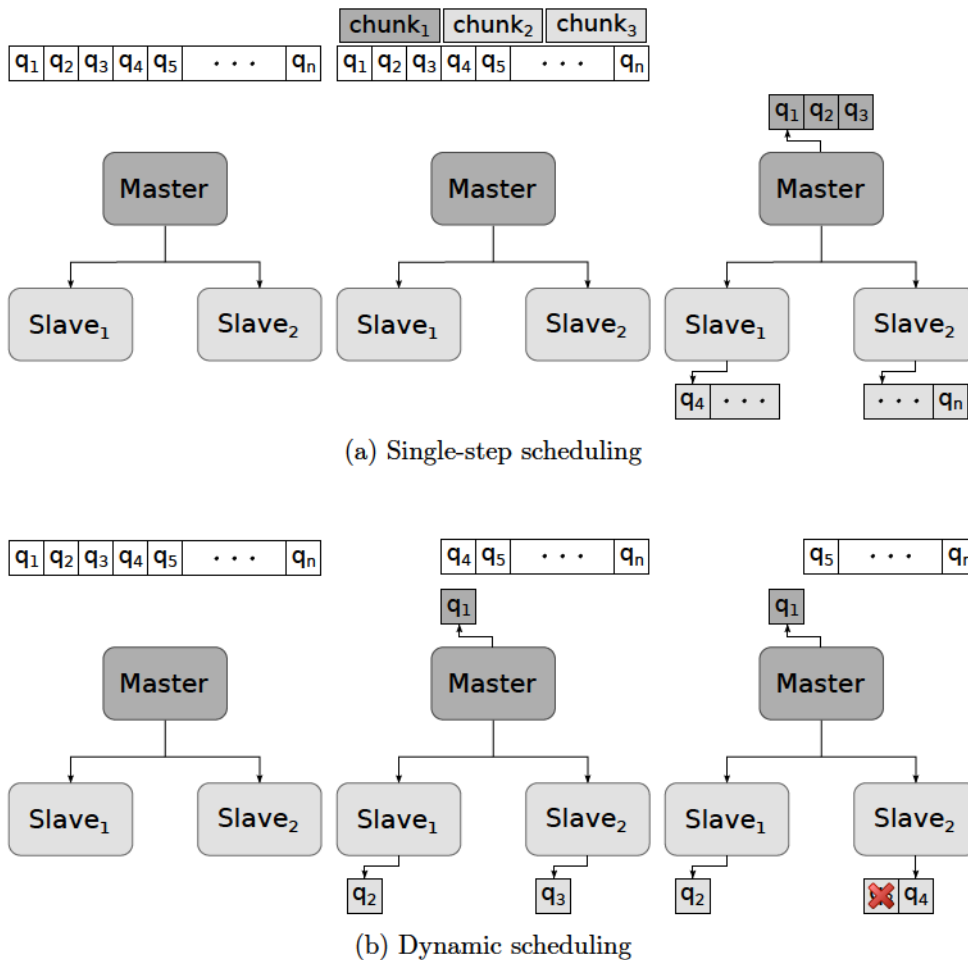 chunk₁ chunk₂ chunk₃
q₁ q₂ q₃ q₄ q₅ · · · qₙ q₁ q₂ q₃ q₄ q₅ · · · qₙ
q₁ q₂ q₃
Master Master Master
Slave₁ Slave₂ Slave₁ Slave₂ Slave₁ Slave₂
q₄ · · · · · · qₙ
(a) Single-step scheduling
q₁ q₂ q₃ q₄ q₅ · · · qₙ q₄ q₅ · · · qₙ q₅ · · · qₙ
q₁ q₁
Master Master Master
Slave₁ Slave₂ Slave₁ Slave₂ Slave₁ Slave₂
q₂ q₃ q₂ q₄
(b) Dynamic scheduling